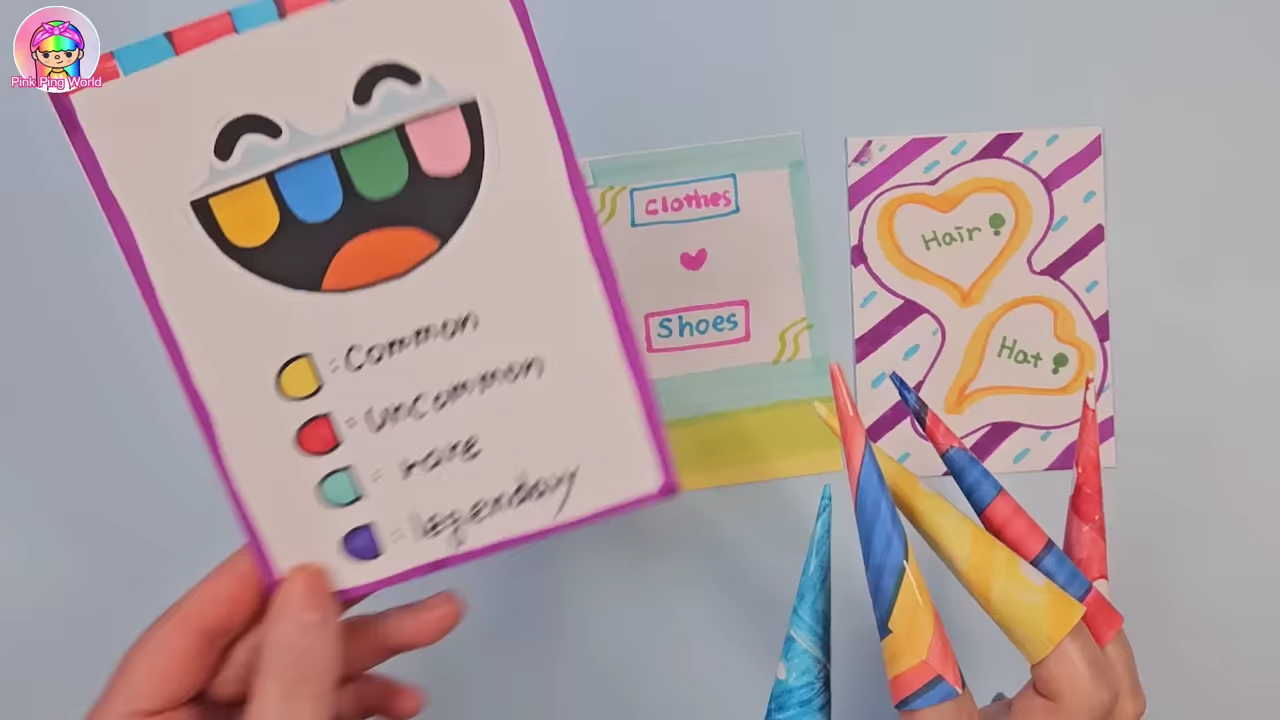 Pink Ping World
= Common
= uncommon
= rare
= legendary
Clothes
Shoes
Hair
Hat